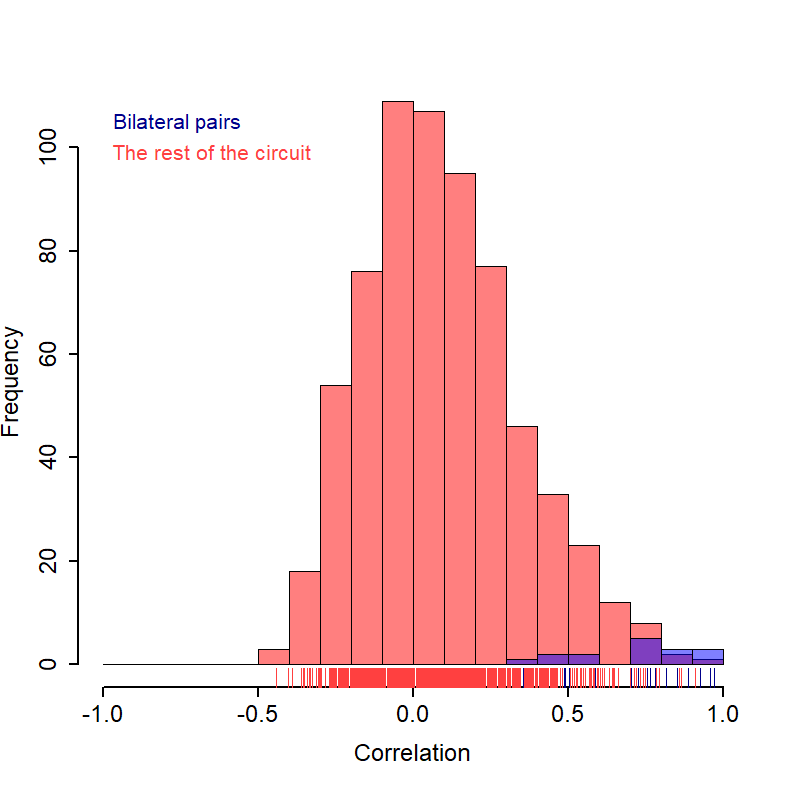 Bilateral pairs
The rest of the circuit
100
80
60
40
20
0
Frequency
-1.0 -0.5 0.0 0.5 1.0
Correlation